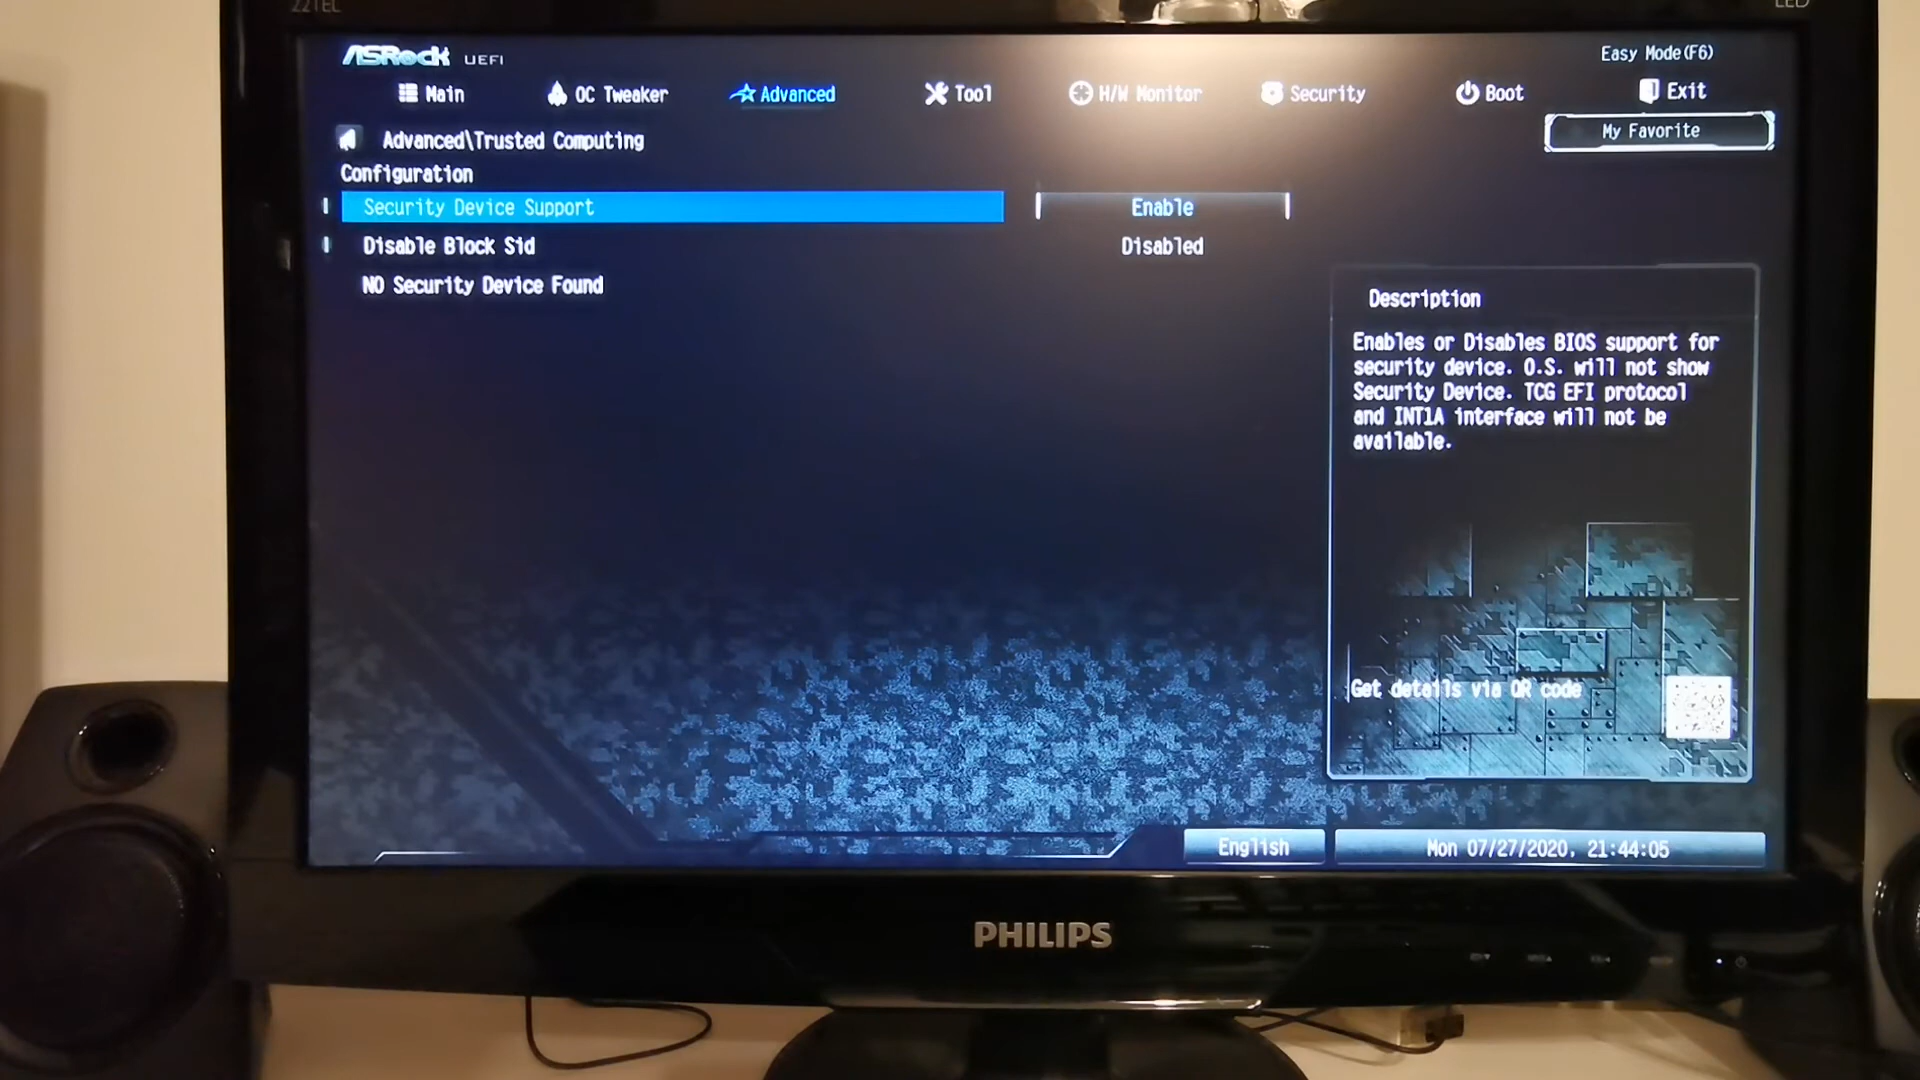 22TEL
LED
ASRock UEFI
Easy Mode(F6)
Main
OC Tweaker
Advanced
Tool
H/W Monitor
Security
Boot
Exit
My Favorite
Advanced\Trusted Computing
Configuration
Security Device Support
Enable
Disable Block Sid
Disabled
NO Security Device Found
Description
Enables or Disables BIOS support for
security device. O.S. will not show
Security Device. TCG EFI protocol
and INT1A interface will not be
available.
Get details via QR code
English
Mon 07/27/2020, 21:44:05
PHILIPS